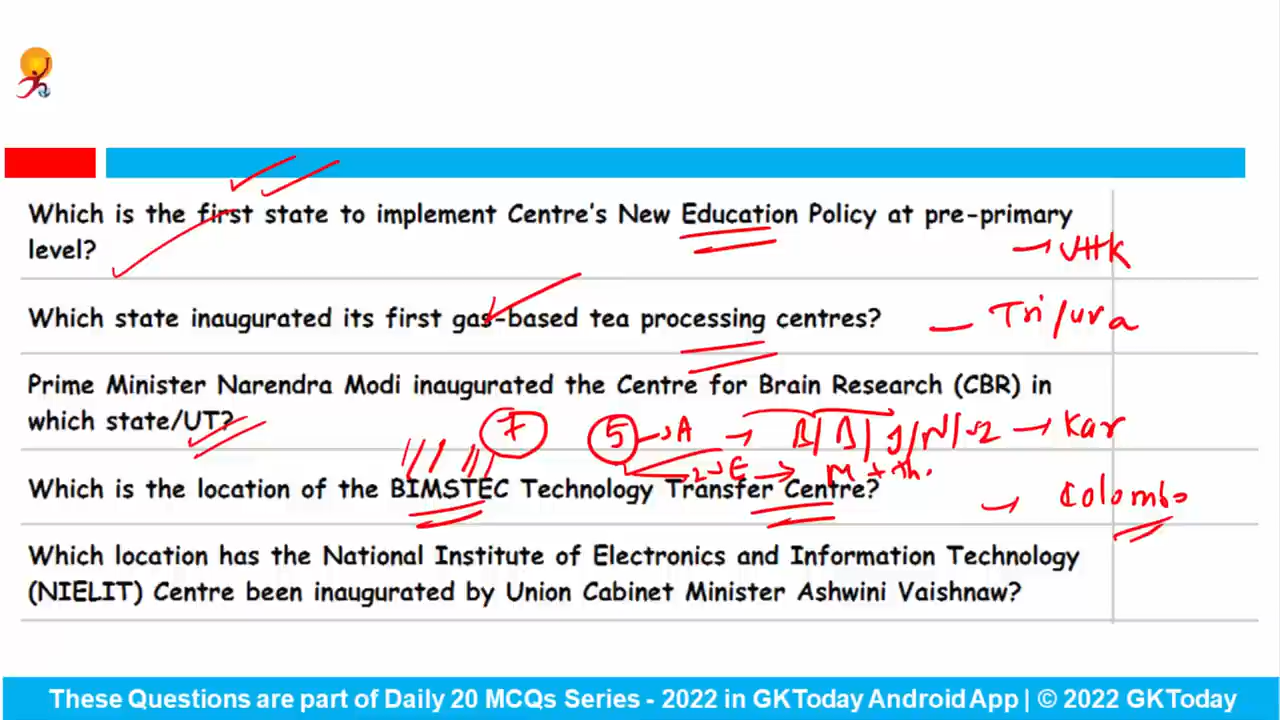 Which is the first state to implement Centre's New Education Policy at pre-primary
level?
→ UHK
Which state inaugurated its first gas-based tea processing centres?
Tri/ura
Prime Minister Narendra Modi inaugurated the Centre for Brain Research (CBR) in
which state/UT?
7 5 → Kar
Which is the location of the BIMSTEC Technology Transfer Centre?
→ Colombo
Which location has the National Institute of Electronics and Information Technology
(NIELIT) Centre been inaugurated by Union Cabinet Minister Ashwini Vaishnaw?
These Questions are part of Daily 20 MCQs Series - 2022 in GKToday Android App | © 2022 GKToday